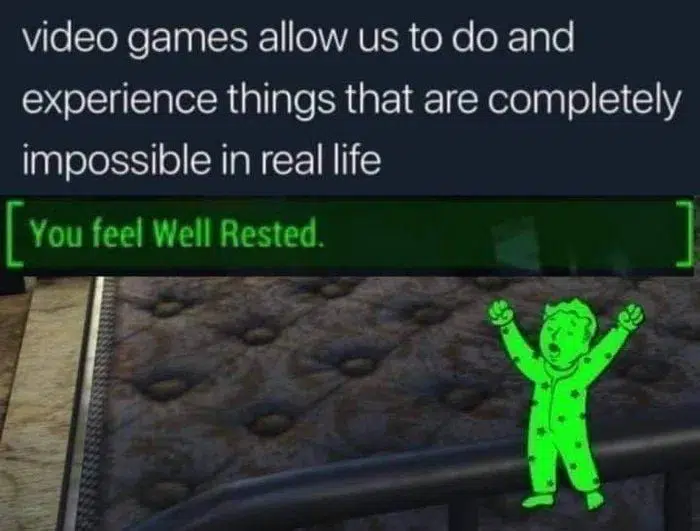 video games allow us to do and
experience things that are completely
impossible in real life
You feel Well Rested.